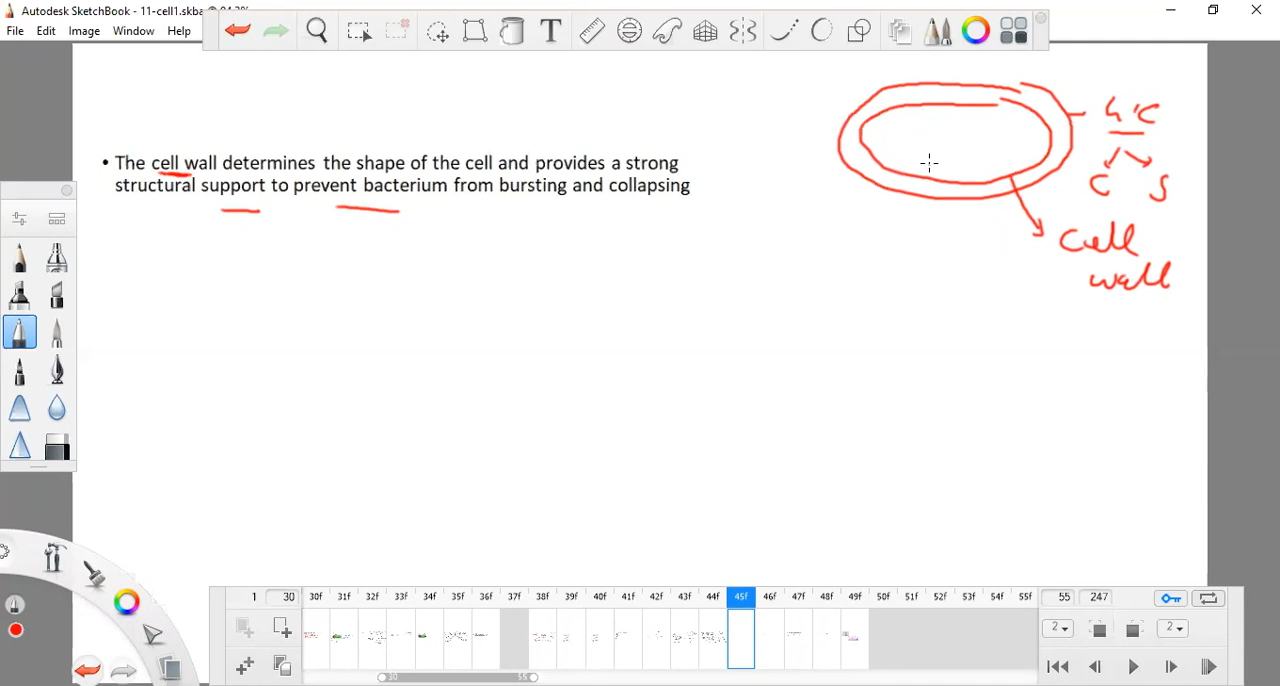 Autodesk SketchBook - 11-cell1.skba
File Edit Image Window Help
• The cell wall determines the shape of the cell and provides a strong
structural support to prevent bacterium from bursting and collapsing
C S
cell
wall
1 30 30f 31f 32f 33f 34f 35f 36f 37f 38f 39f 40f 41f 42f 43f 44f 45f 46f 47f 48f 49f 50f 51f 52f 53f 54f 55f 55 247
2 2
30 55